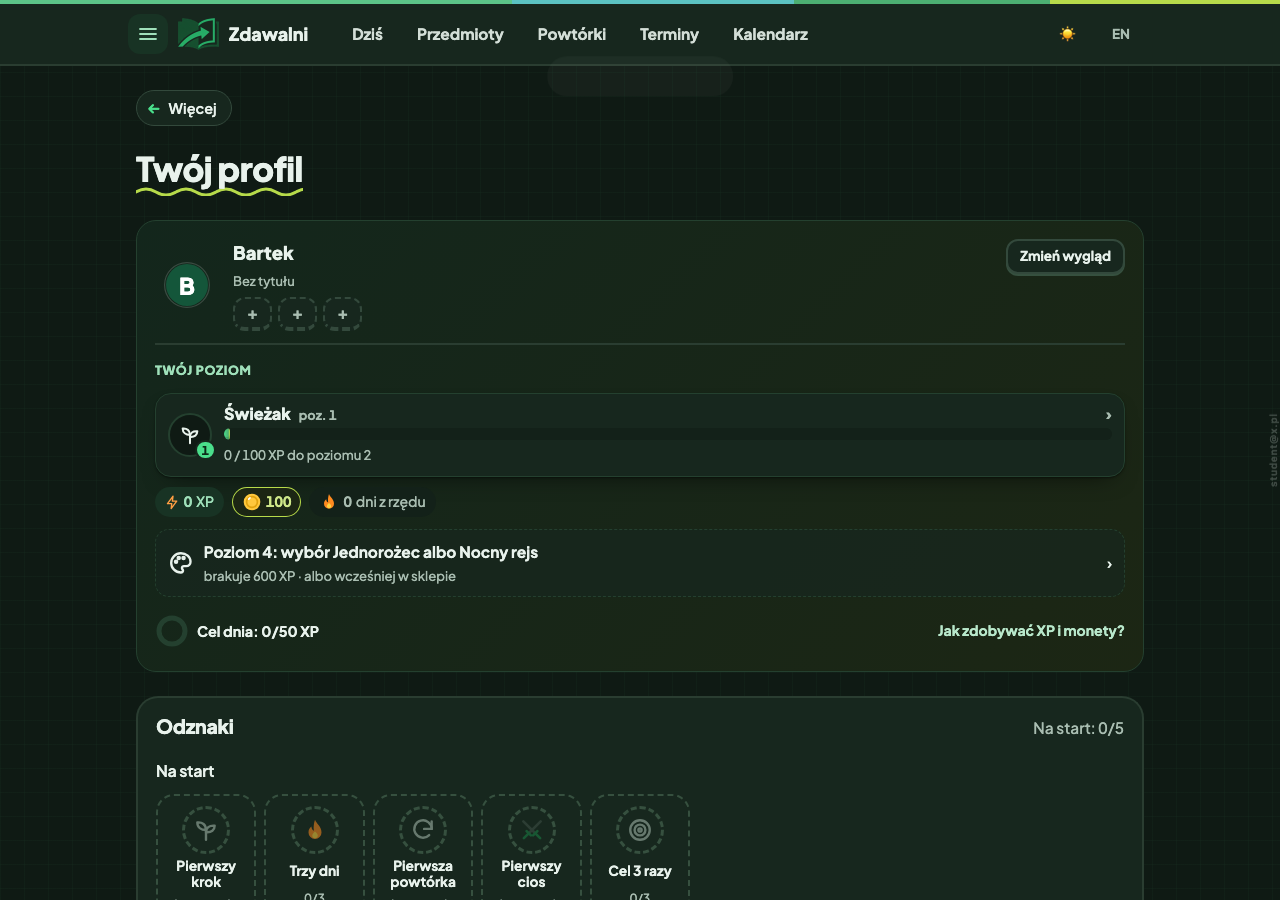 Zdawalni
Dziś
Przedmioty
Powtórki
Terminy
Kalendarz
EN
← Więcej
Twój profil
B
Bartek
Bez tytułu
+ + +
Zmień wygląd
TWÓJ POZIOM
1
Świeżak poz. 1
0 / 100 XP do poziomu 2
0 XP
100
0 dni z rzędu
Poziom 4: wybór Jednorożec albo Nocny rejs
brakuje 600 XP · albo wcześniej w sklepie
Cel dnia: 0/50 XP
Jak zdobywać XP i monety?
Odznaki
Na start: 0/5
Na start
Pierwszy
krok
Trzy dni
0/3
Pierwsza
powtórka
Pierwszy
cios
Cel 3 razy
0/3
student@x.pl